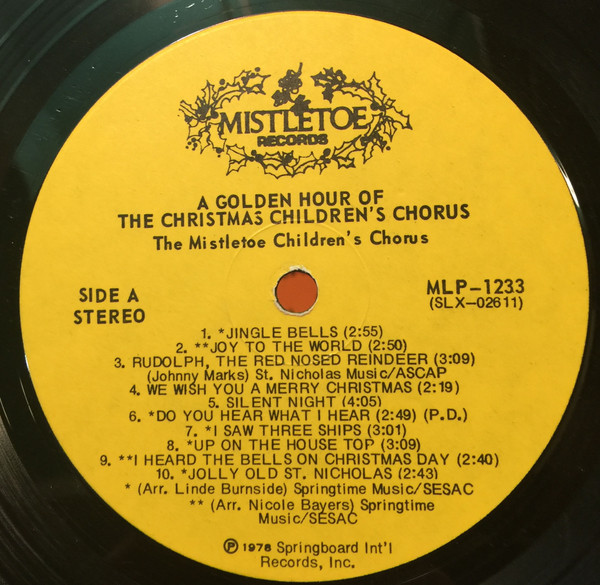 MISTLETOE
RECORDS
A GOLDEN HOUR OF
THE CHRISTMAS CHILDREN'S CHORUS
The Mistletoe Children's Chorus
SIDE A
STEREO
MLP-1233
(SLX-02611)
1. *JINGLE BELLS (2:55)
2. **JOY TO THE WORLD (2:50)
3. RUDOLPH, THE RED NOSED REINDEER (3:09)
(Johnny Marks) St. Nicholas Music/ASCAP
4. WE WISH YOU A MERRY CHRISTMAS (2:19)
5. SILENT NIGHT (4:05)
6. *DO YOU HEAR WHAT I HEAR (2:49) (P.D.)
7. *I SAW THREE SHIPS (3:01)
8. *UP ON THE HOUSE TOP (3:09)
9. **I HEARD THE BELLS ON CHRISTMAS DAY (2:40)
10. *JOLLY OLD ST. NICHOLAS (2:43)
* (Arr. Linde Burnside) Springtime Music/SESAC
** (Arr. Nicole Bayers) Springtime
Music/SESAC
℗ 1978 Springboard Int'l
Records, Inc.